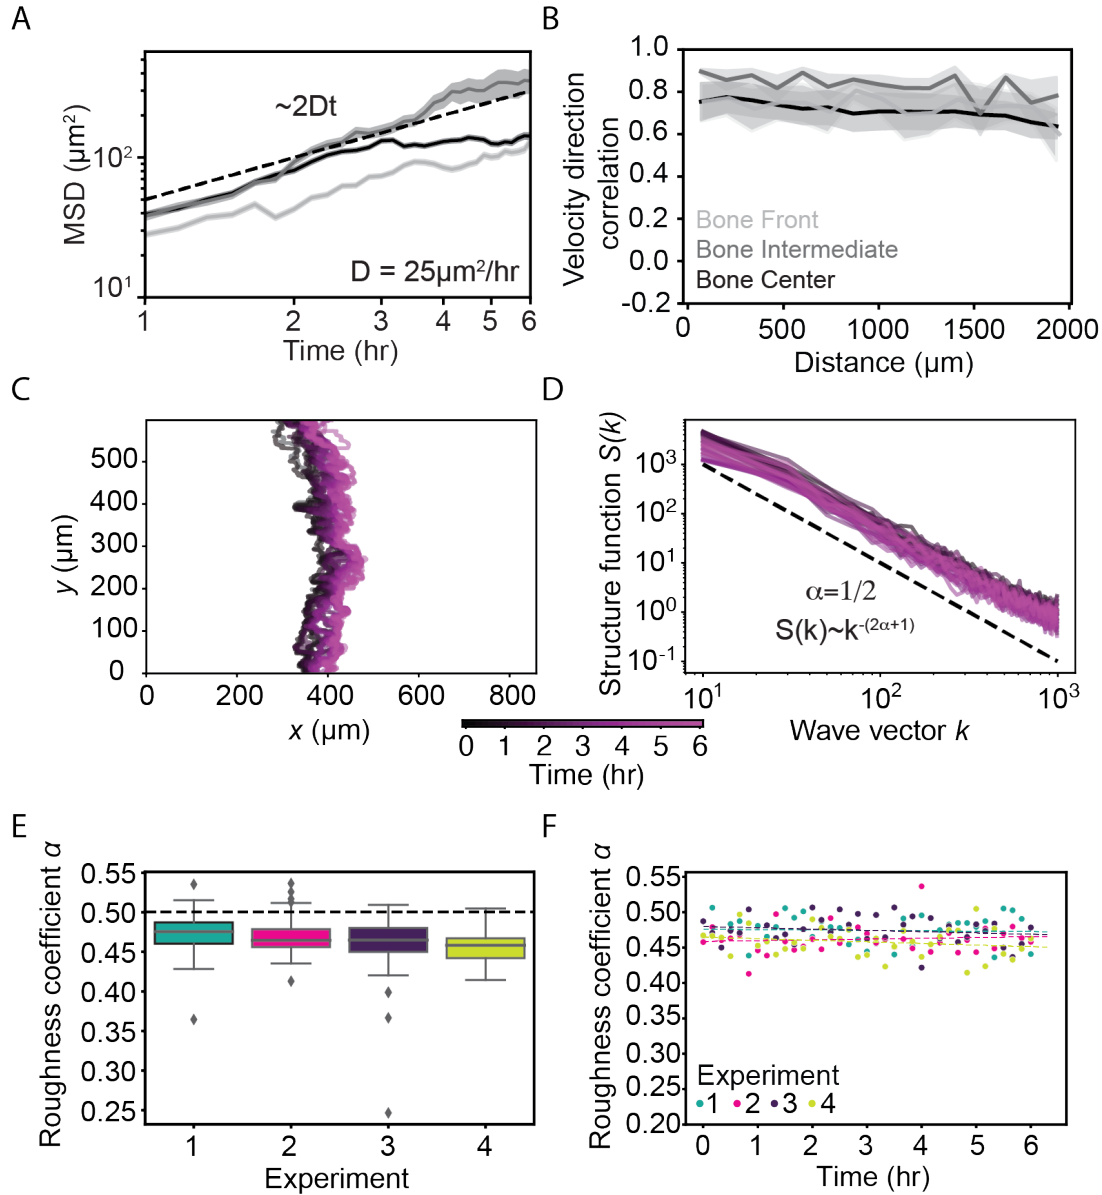 A
MSD (μm²)
10²
10¹
~2Dt
D = 25μm²/hr
1 2 3 4 5 6
Time (hr)
B
Velocity direction
correlation
1.0
0.8
0.6
0.4
0.2
0.0
-0.2
Bone Front
Bone Intermediate
Bone Center
0 500 1000 1500 2000
Distance (μm)
C
y (μm)
500
400
300
200
100
0
0 200 400 600 800
x (μm)
D
Structure function S(k)
10³
10²
10¹
10⁰
10⁻¹
α=1/2
S(k)~k^-(2α+1)
10¹ 10² 10³
Wave vector k
0 1 2 3 4 5 6
Time (hr)
E
Roughness coefficient α
0.55
0.50
0.45
0.40
0.35
0.30
0.25
1 2 3 4
Experiment
F
Roughness coefficient α
0.55
0.50
0.45
0.40
0.35
0.30
0.25
0.20
Experiment
1 2 3 4
0 1 2 3 4 5 6
Time (hr)